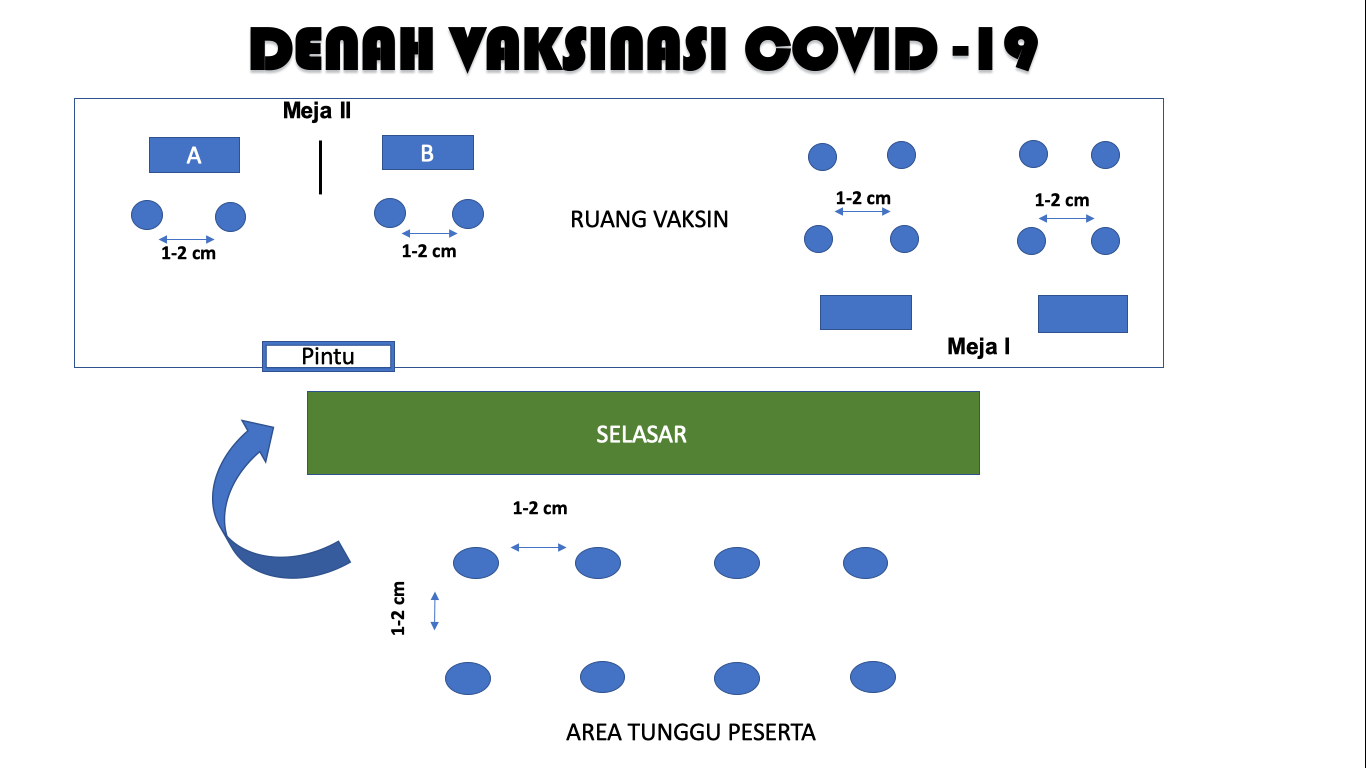 DENAH VAKSINASI COVID -19
Meja II
A
B
1-2 cm
1-2 cm
RUANG VAKSIN
1-2 cm
1-2 cm
Meja I
Pintu
SELASAR
1-2 cm
1-2 cm
AREA TUNGGU PESERTA